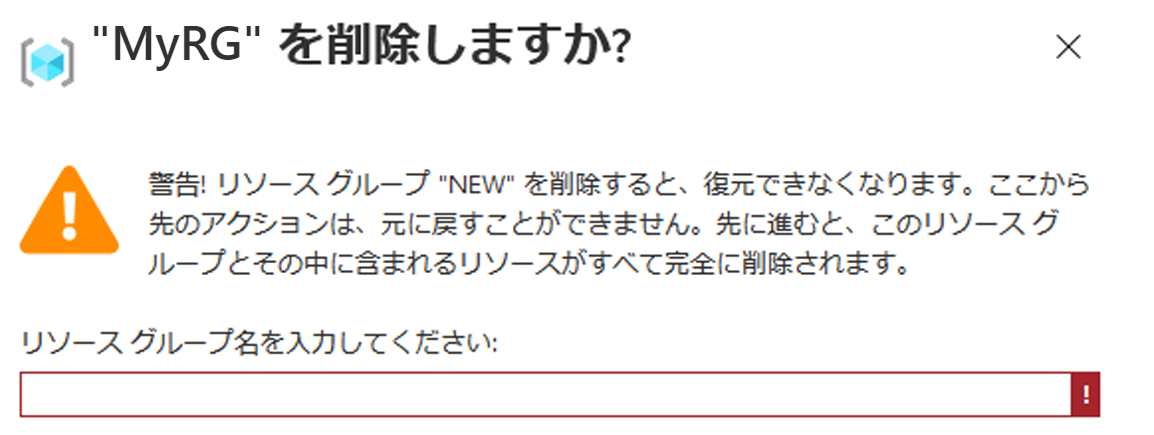 "MyRG" を削除しますか?
警告! リソース グループ "NEW" を削除すると、復元できなくなります。ここから
先のアクションは、元に戻すことができません。先に進むと、このリソース グ
ループとその中に含まれるリソースがすべて完全に削除されます。
リソース グループ名を入力してください: